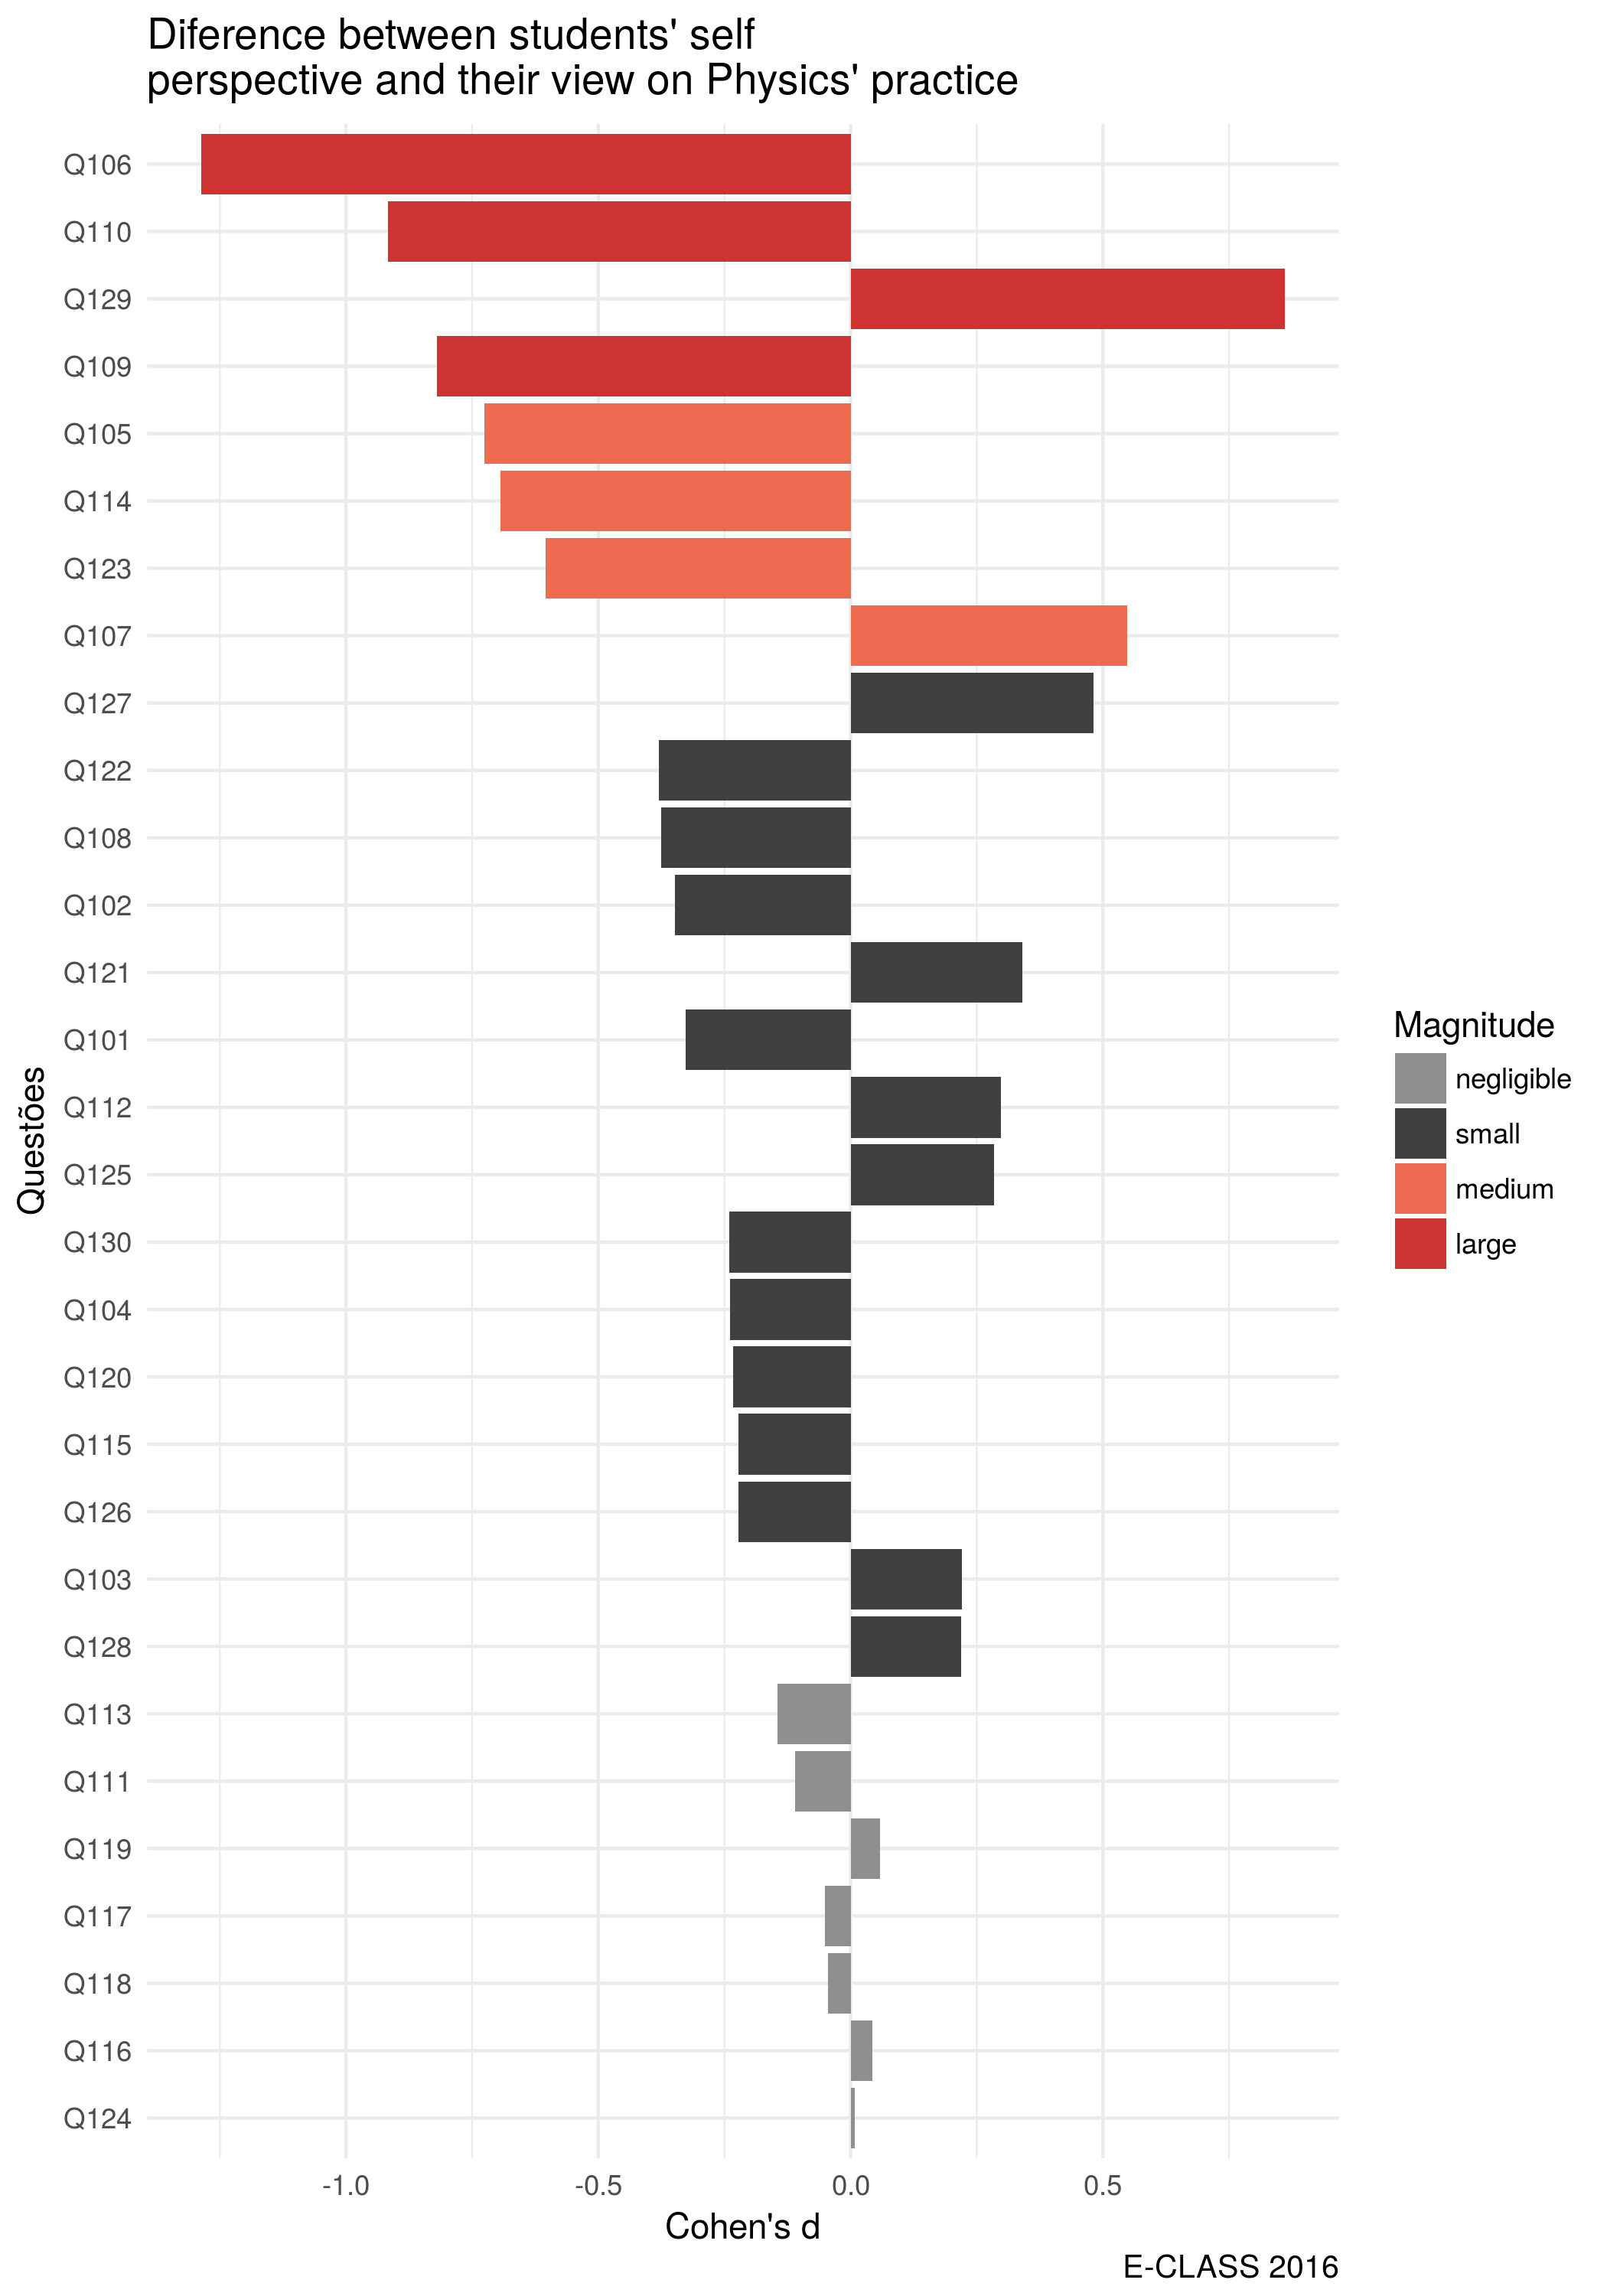 Diference between students' self
perspective and their view on Physics' practice
Q106
Q110
Q129
Q109
Q105
Q114
Q123
Q107
Q127
Q122
Q108
Q102
Q121
Q101
Q112
Q125
Q130
Q104
Q120
Q115
Q126
Q103
Q128
Q113
Q111
Q119
Q117
Q118
Q116
Q124
Questões
-1.0
-0.5
0.0
0.5
Cohen's d
Magnitude
negligible
small
medium
large
E-CLASS 2016